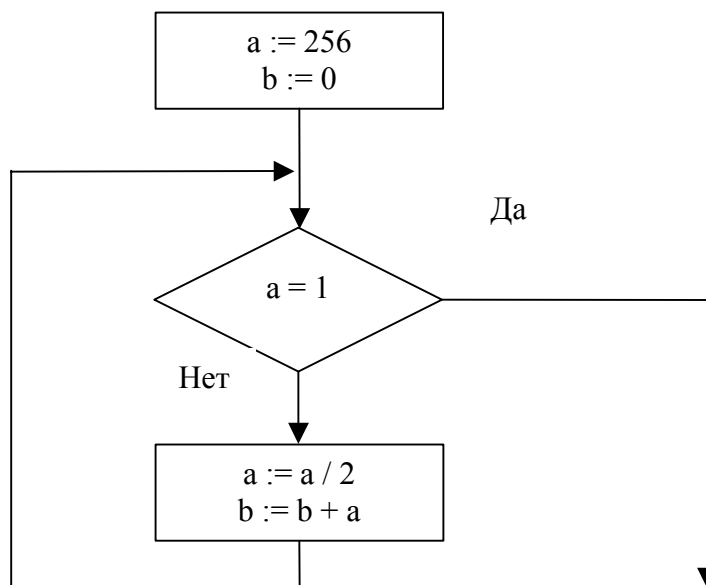 a := 256
b := 0
Да
a = 1
Нет
a := a / 2
b := b + a